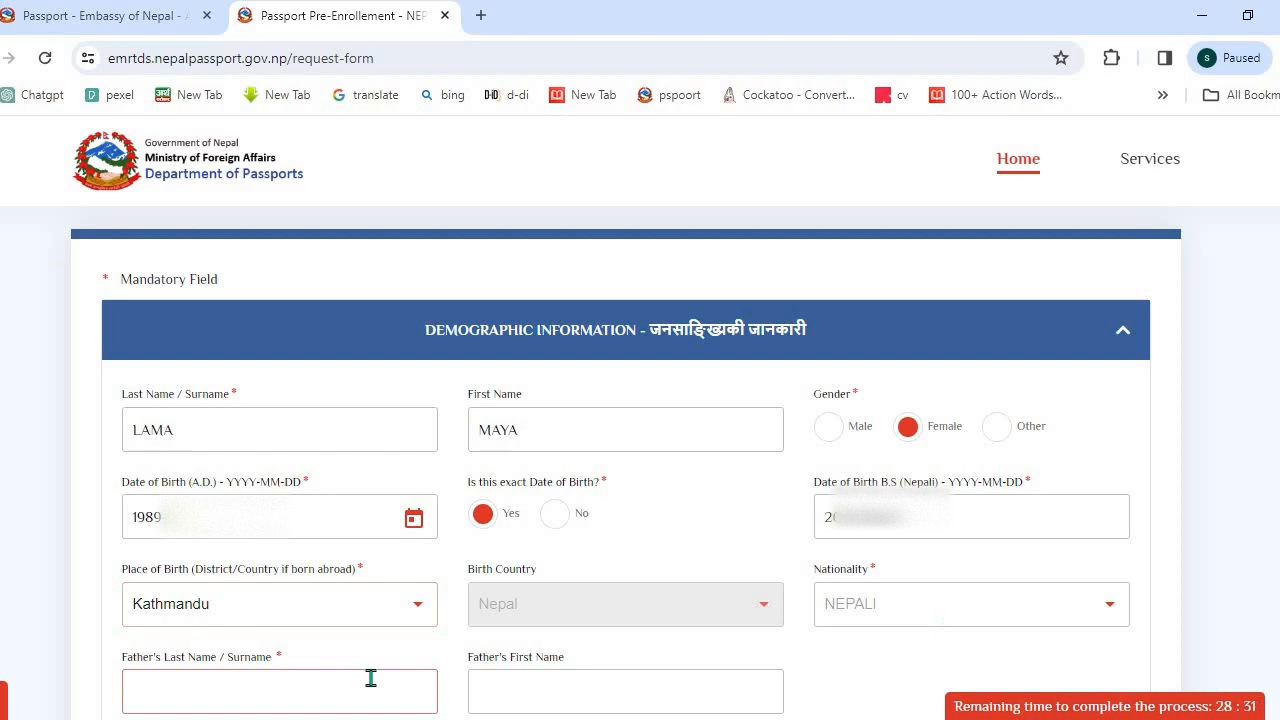 Passport - Embassy of Nepal - A
Passport Pre-Enrollement - NEP
emrtds.nepalpassport.gov.np/request-form
S Paused
Chatgpt pexel New Tab New Tab translate bing d-di New Tab pspoort Cockatoo - Convert... cv 100+ Action Words... All Bookm
Government of Nepal
Ministry of Foreign Affairs
Department of Passports
Home Services
* Mandatory Field
DEMOGRAPHIC INFORMATION - जनसाङ्ख्यिकी जानकारी
Last Name / Surname * First Name Gender *
LAMA MAYA Male Female Other
Date of Birth (A.D.) - YYYY-MM-DD * Is this exact Date of Birth? * Date of Birth B.S (Nepali) - YYYY-MM-DD *
1989 Yes No 20
Place of Birth (District/Country if born abroad) * Birth Country Nationality *
Kathmandu Nepal NEPALI
Father's Last Name / Surname * Father's First Name
Remaining time to complete the process: 28 : 31